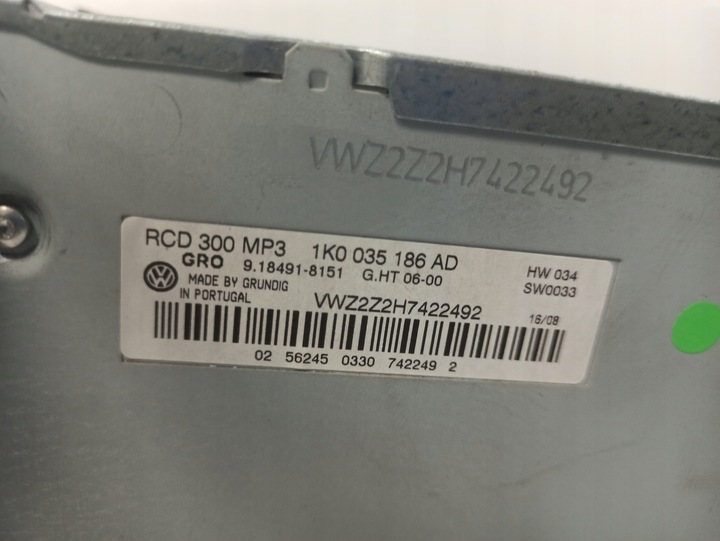 VWZ2Z2H7422492
RCD 300 MP3 1K0 035 186 AD
GRO 9.18491-8151 G.HT 06-00
HW 034
SW0033
MADE BY GRUNDIG
IN PORTUGAL
VWZ2Z2H7422492
16/08
02 56245 0330 742249 2